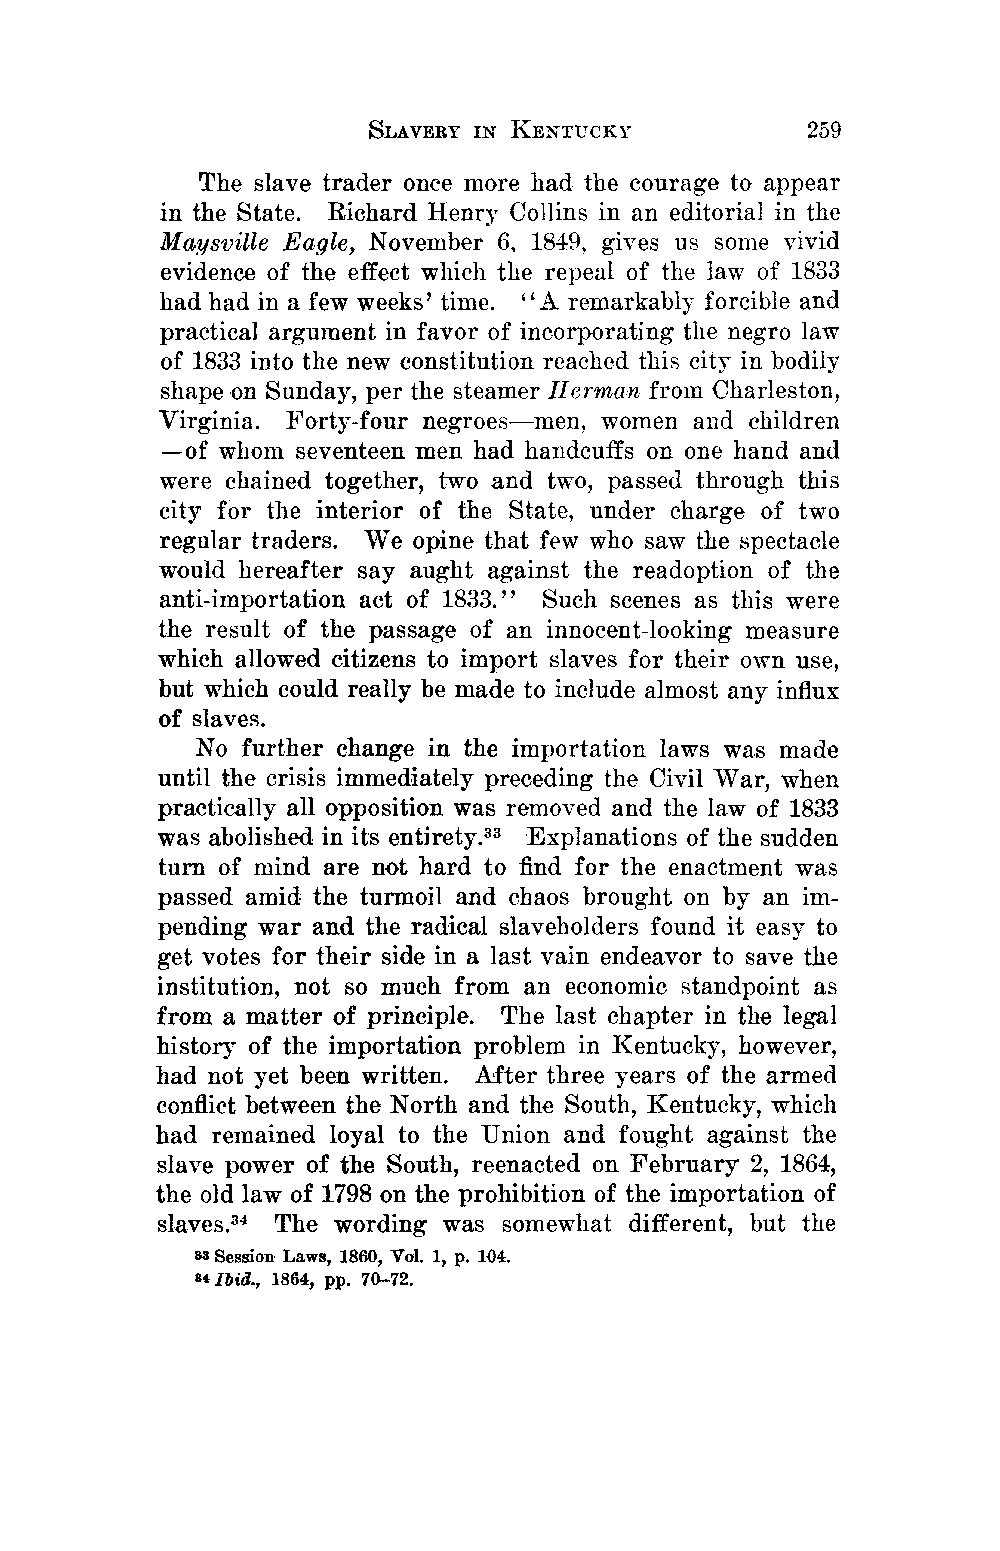 SLAVERY IN KENTUCKY 259
The slave trader once more had the courage to appear
in the State. Richard Henry Collins in an editorial in the
Maysville Eagle, November 6, 1849, gives us some vivid
evidence of the effect which the repeal of the law of 1833
had had in a few weeks' time. "A remarkably forcible and
practical argument in favor of incorporating the negro law
of 1833 into the new constitution reached this city in bodily
shape on Sunday, per the steamer Herman from Charleston,
Virginia. Forty-four negroes—men, women and children
—of whom seventeen men had handcuffs on one hand and
were chained together, two and two, passed through this
city for the interior of the State, under charge of two
regular traders. We opine that few who saw the spectacle
would hereafter say aught against the readoption of the
anti-importation act of 1833." Such scenes as this were
the result of the passage of an innocent-looking measure
which allowed citizens to import slaves for their own use,
but which could really be made to include almost any influx
of slaves.
No further change in the importation laws was made
until the crisis immediately preceding the Civil War, when
practically all opposition was removed and the law of 1833
was abolished in its entirety.³³ Explanations of the sudden
turn of mind are not hard to find for the enactment was
passed amid the turmoil and chaos brought on by an im-
pending war and the radical slaveholders found it easy to
get votes for their side in a last vain endeavor to save the
institution, not so much from an economic standpoint as
from a matter of principle. The last chapter in the legal
history of the importation problem in Kentucky, however,
had not yet been written. After three years of the armed
conflict between the North and the South, Kentucky, which
had remained loyal to the Union and fought against the
slave power of the South, reenacted on February 2, 1864,
the old law of 1798 on the prohibition of the importation of
slaves.³⁴ The wording was somewhat different, but the
³³ Session Laws, 1860, Vol. 1, p. 104.
³⁴ Ibid., 1864, pp. 70–72.